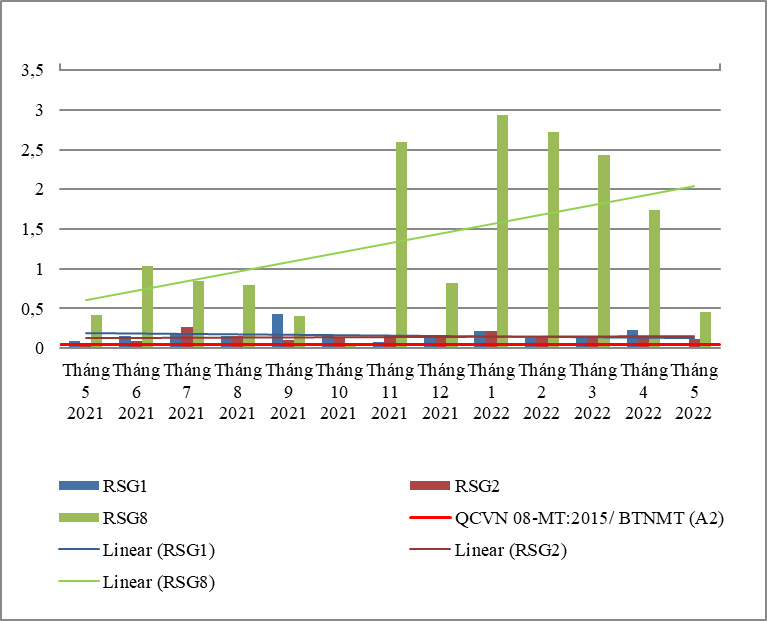 3,5
3
2,5
2
1,5
1
0,5
0
Tháng Tháng Tháng Tháng Tháng Tháng Tháng Tháng Tháng Tháng Tháng Tháng Tháng
5 6 7 8 9 10 11 12 1 2 3 4 5
2021 2021 2021 2021 2021 2021 2021 2021 2022 2022 2022 2022 2022
RSG1 RSG2
RSG8 QCVN 08-MT:2015/ BTNMT (A2)
Linear (RSG1) Linear (RSG2)
Linear (RSG8)